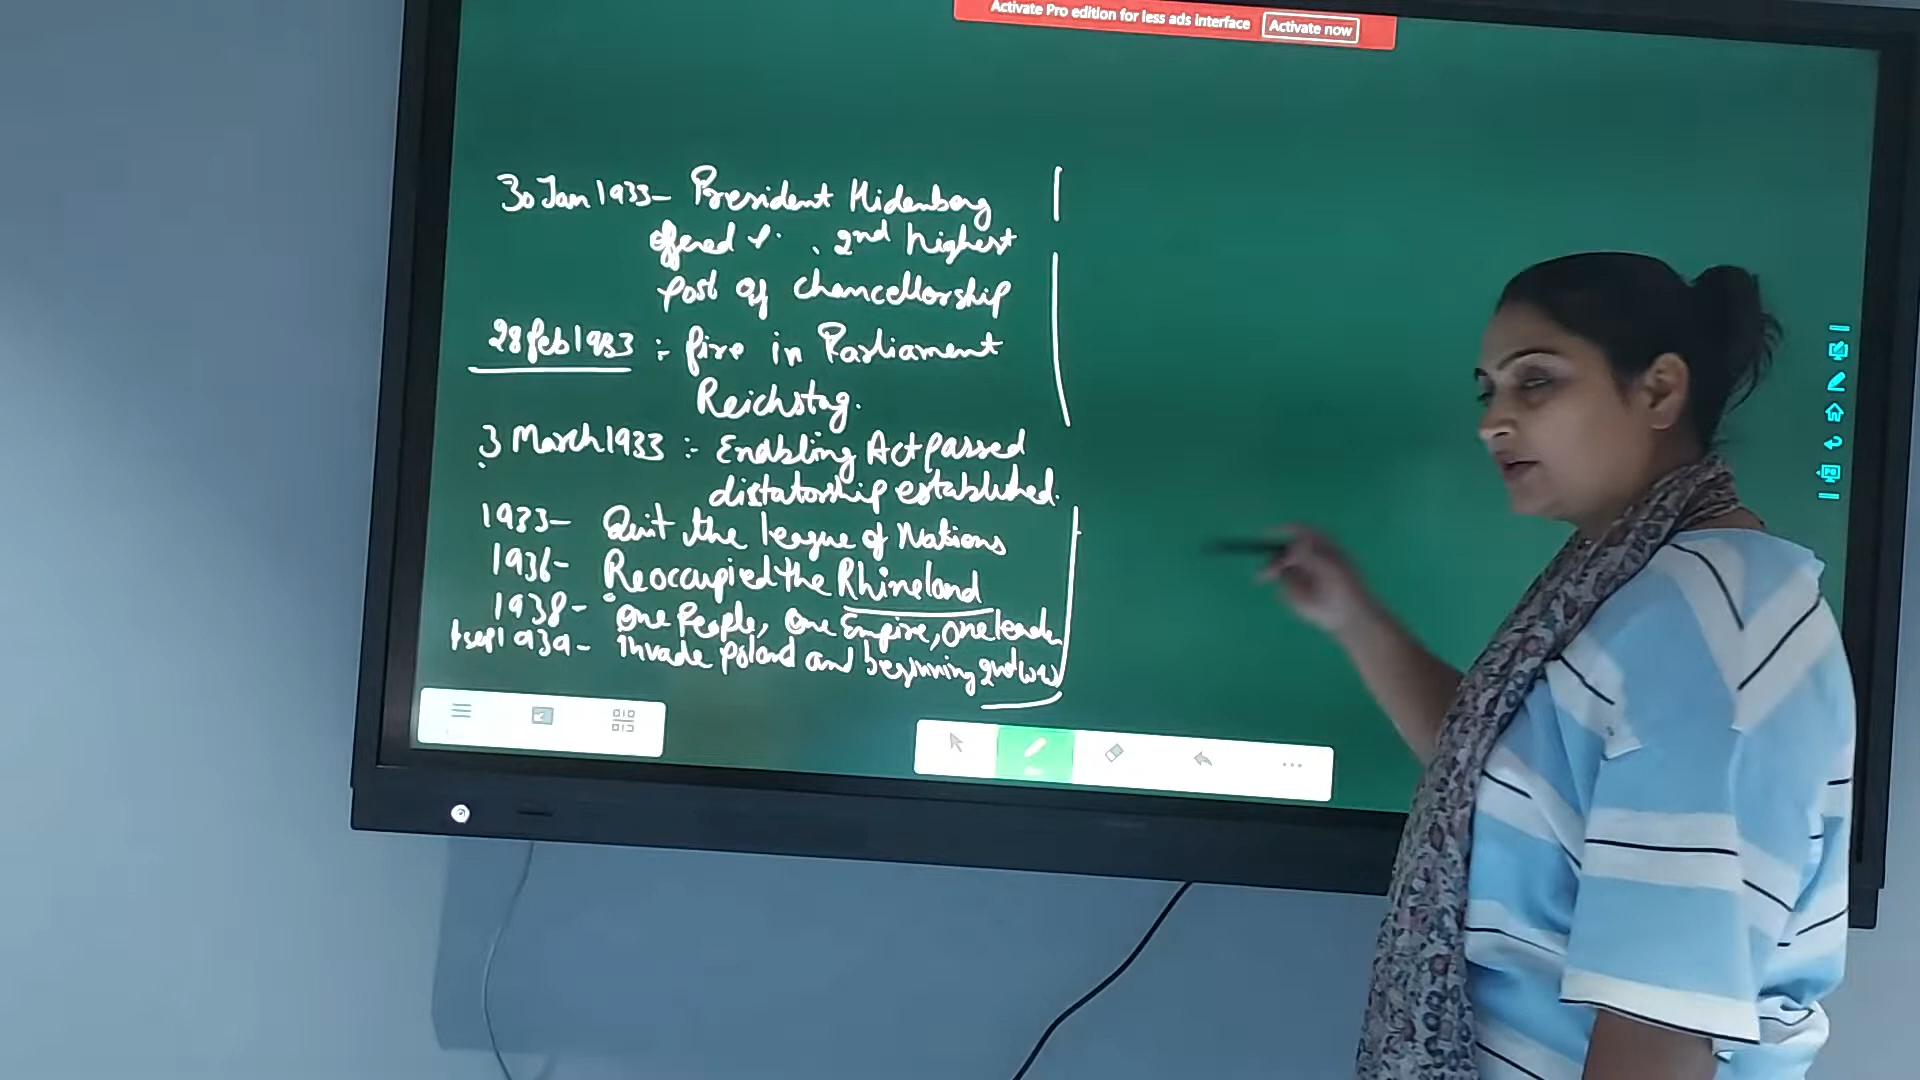 Activate Pro edition for less ads interface Activate now
30 Jan 1933- President Hidenberg
offered 2nd highest
post of chancellorship
28 Feb 1933 :- fire in Parliament
Reichstag.
3 March 1933 :- Enabling Act passed
dictatorship established.
1933- Quit the league of Nations
1936- Reoccupied the Rhineland
1938- One People, One Empire, One leader
1 sep 1939- invade poland and beginning 2nd ww